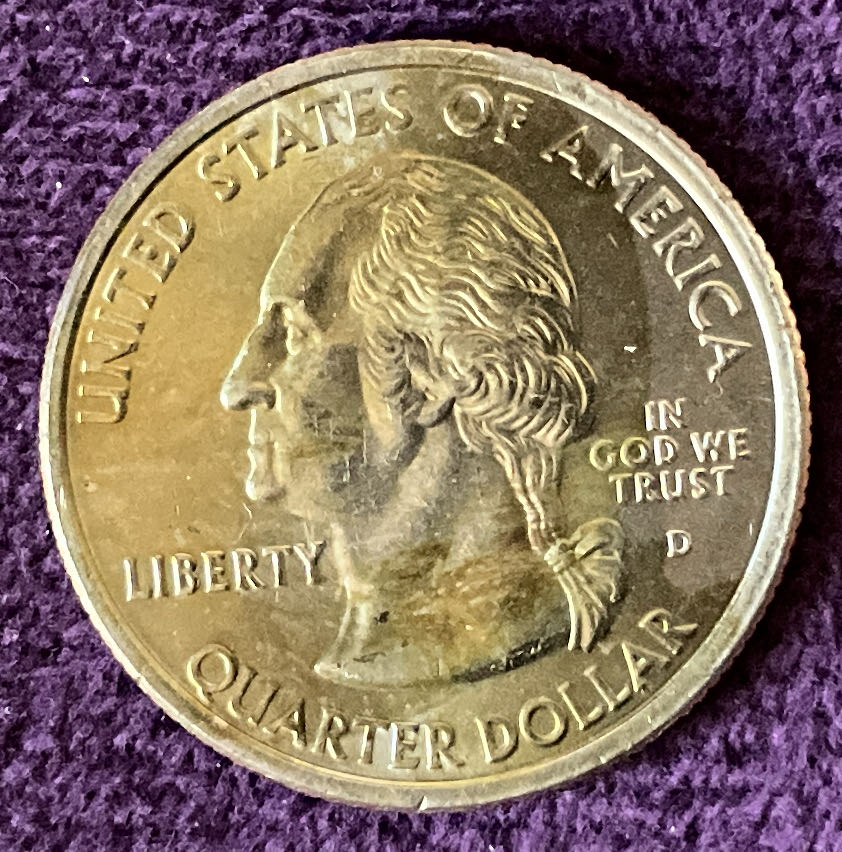 UNITED STATES OF AMERICA
IN
GOD WE
TRUST
D
LIBERTY
QUARTER DOLLAR